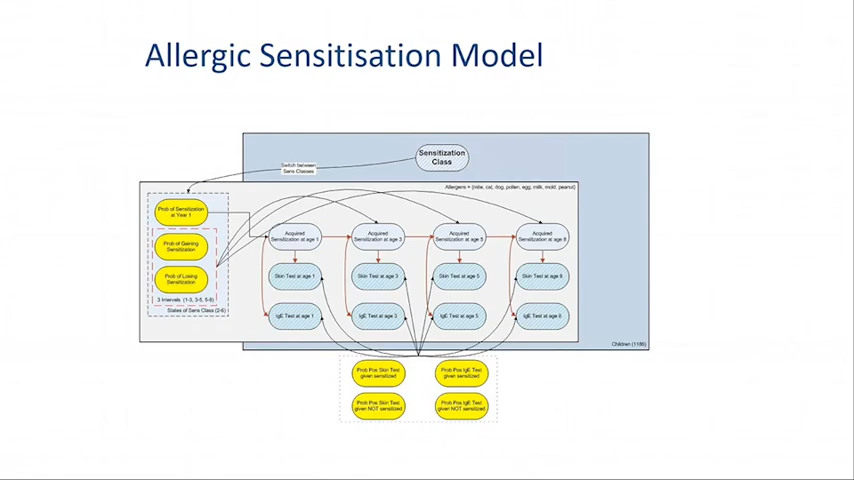 Allergic Sensitisation Model
Sensitization
Class
Switch between
Sens Classes
Allergens = {mite, cat, dog, pollen, egg, milk, mold, peanut}
Prob of Sensitization
at Year 1
Prob of Gaining
Sensitization
Prob of Losing
Sensitization
3 Intervals (1-3, 3-5, 5-8)
States of Sens Class (2-6)
Acquired
Sensitization at age 1
Acquired
Sensitization at age 3
Acquired
Sensitization at age 5
Acquired
Sensitization at age 8
Skin Test at age 1
Skin Test at age 3
Skin Test at age 5
Skin Test at age 8
IgE Test at age 1
IgE Test at age 3
IgE Test at age 5
IgE Test at age 8
Children (1186)
Prob Pos Skin Test
given sensitized
Prob Pos IgE Test
given sensitized
Prob Pos Skin Test
given NOT sensitized
Prob Pos IgE Test
given NOT sensitized